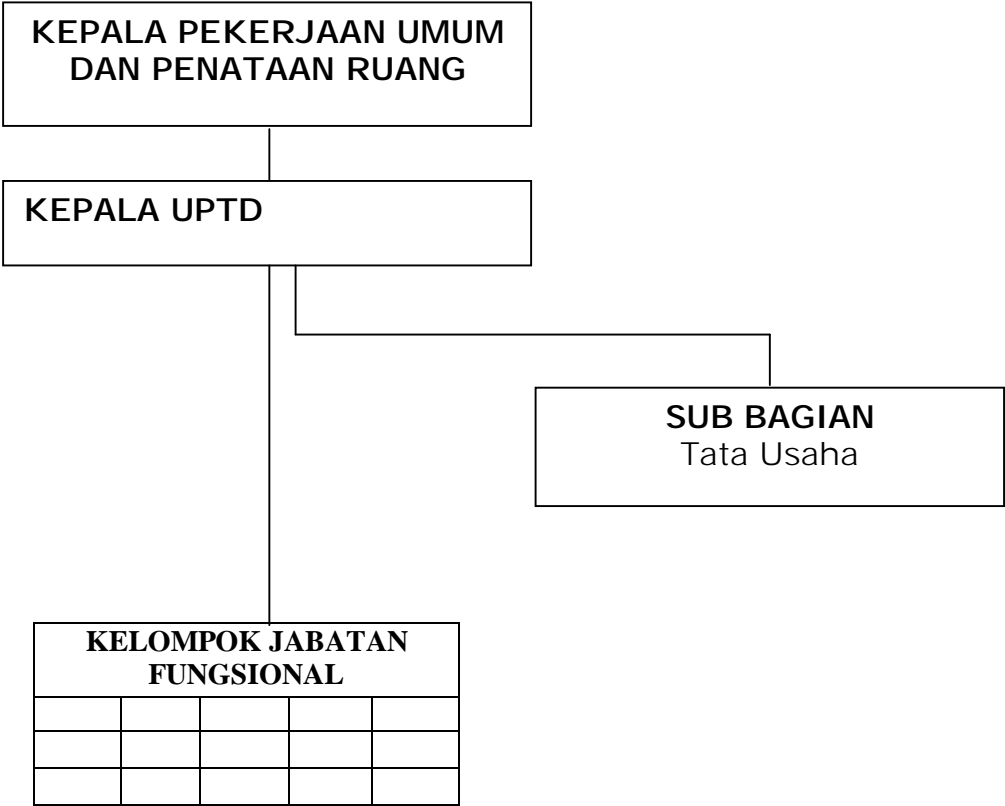 KEPALA PEKERJAAN UMUM
DAN PENATAAN RUANG
KEPALA UPTD
SUB BAGIAN
Tata Usaha
KELOMPOK JABATAN
FUNGSIONAL